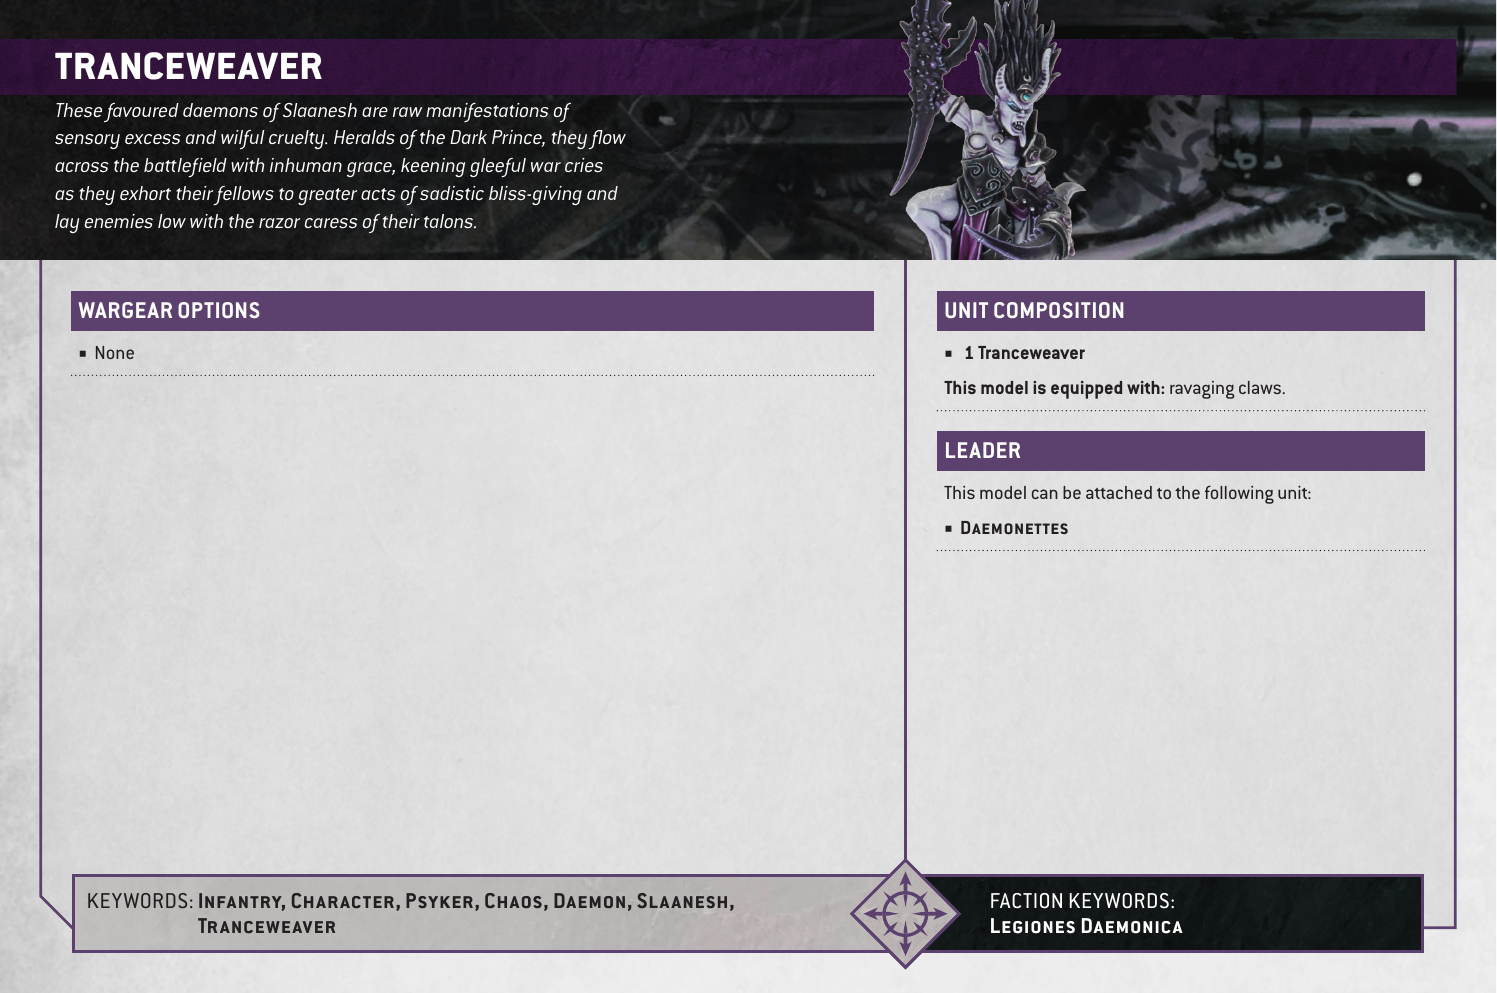 TRANCEWEAVER
These favoured daemons of Slaanesh are raw manifestations of
sensory excess and wilful cruelty. Heralds of the Dark Prince, they flow
across the battlefield with inhuman grace, keening gleeful war cries
as they exhort their fellows to greater acts of sadistic bliss-giving and
lay enemies low with the razor caress of their talons.
WARGEAR OPTIONS
▪ None
UNIT COMPOSITION
▪ 1 Tranceweaver
This model is equipped with: ravaging claws.
LEADER
This model can be attached to the following unit:
▪ Daemonettes
KEYWORDS: Infantry, Character, Psyker, Chaos, Daemon, Slaanesh,
Tranceweaver
FACTION KEYWORDS:
Legiones Daemonica